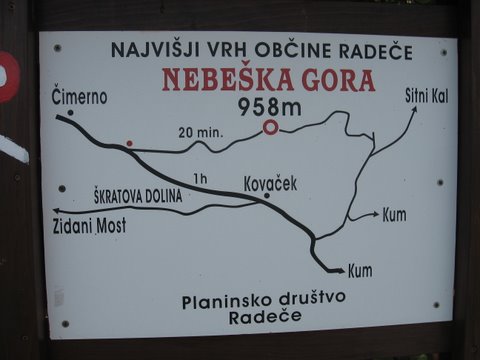 NAJVIŠJI VRH OBČINE RADEČE
NEBEŠKA GORA
958m
Čimerno
Sitni Kal
20 min.
1h
Kovaček
ŠKRATOVA DOLINA
Zidani Most
Kum
Kum
Planinsko društvo
Radeče